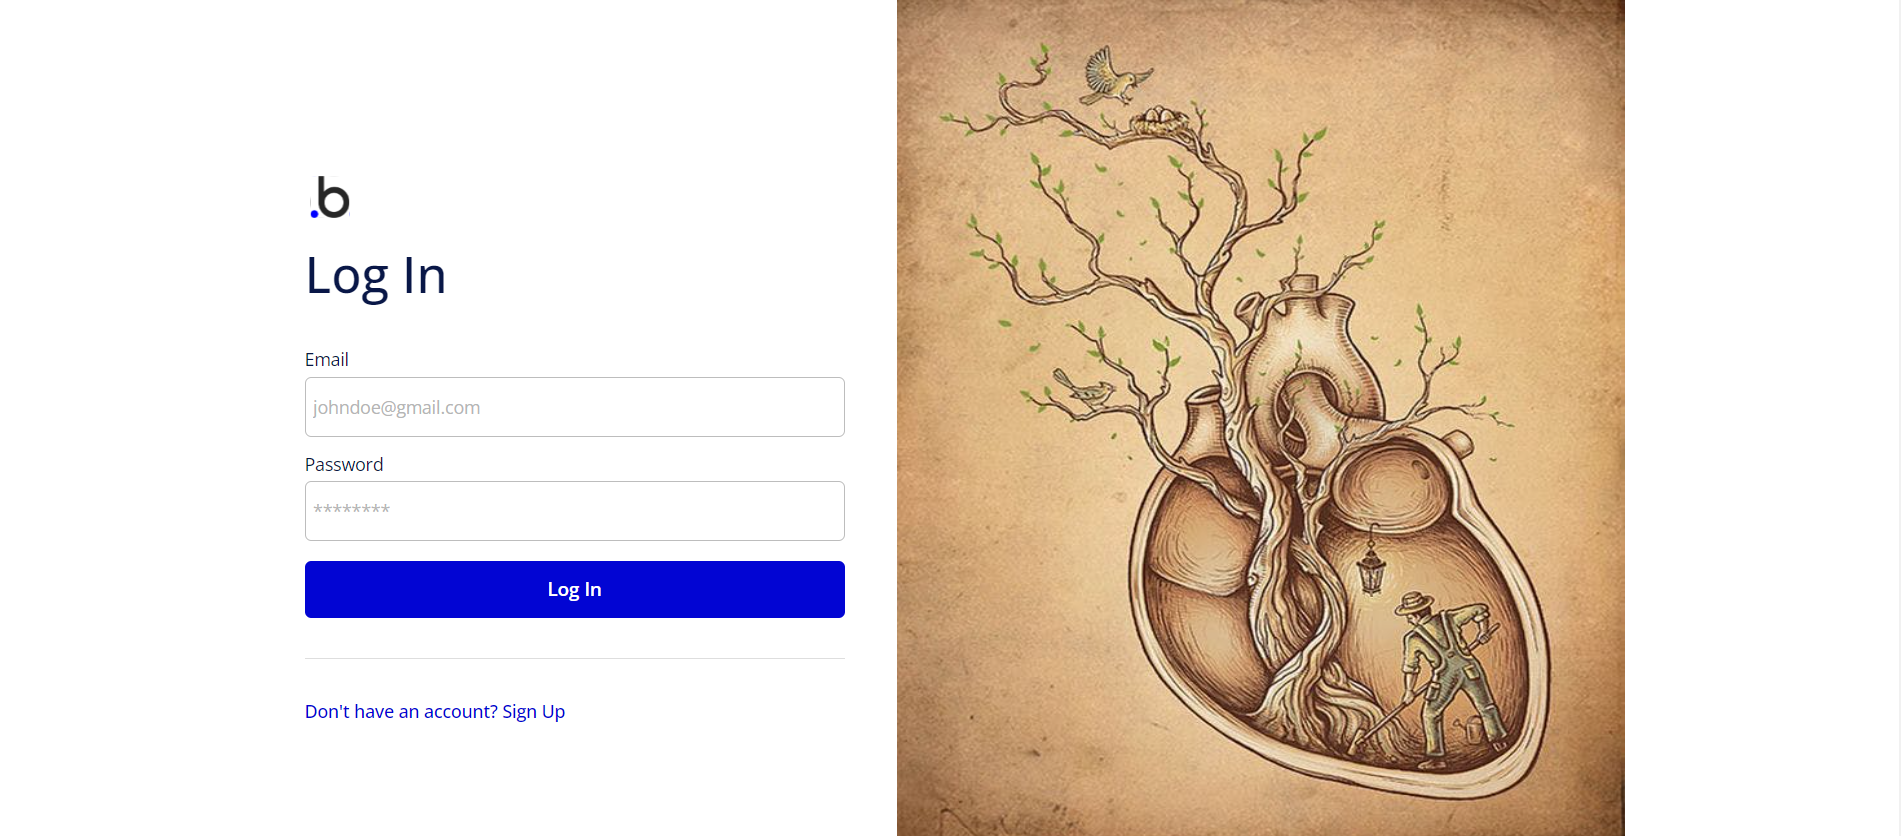 .b
Log In
Email
johndoe@gmail.com
Password
********
Log In
Don't have an account? Sign Up